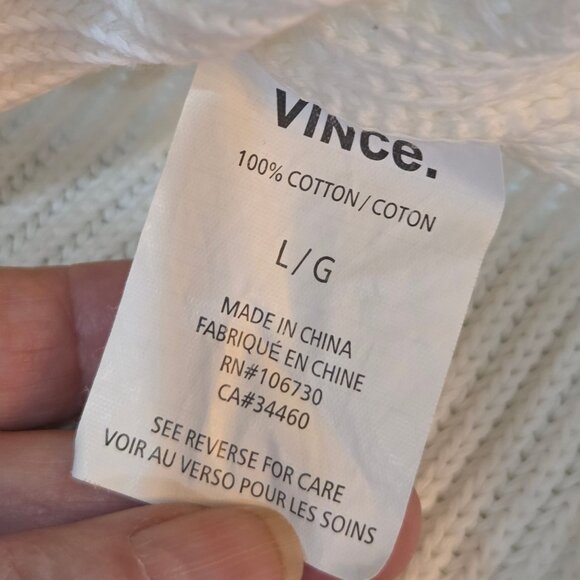 VINCe.
100% COTTON / COTON
L / G
MADE IN CHINA
FABRIQUÉ EN CHINE
RN#106730
CA#34460
SEE REVERSE FOR CARE
VOIR AU VERSO POUR LES SOINS